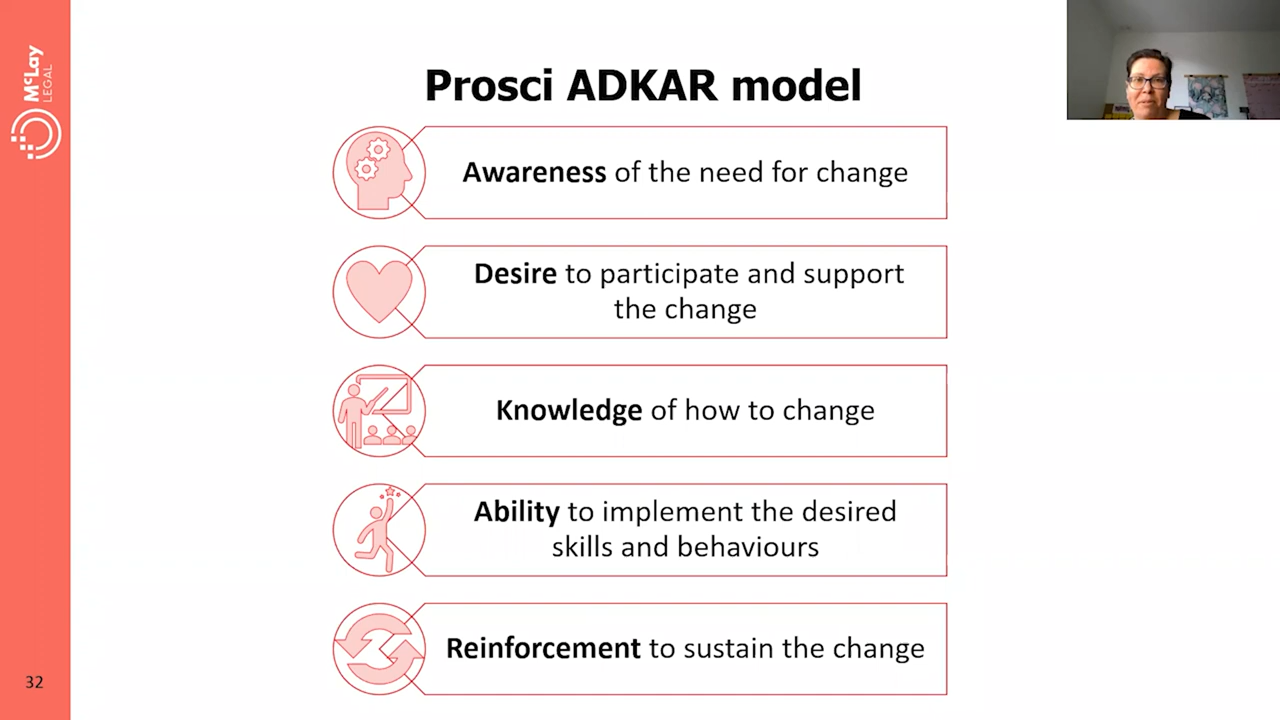 McLay
LEGAL
Prosci ADKAR model
Awareness of the need for change
Desire to participate and support
the change
Knowledge of how to change
Ability to implement the desired
skills and behaviours
Reinforcement to sustain the change
32